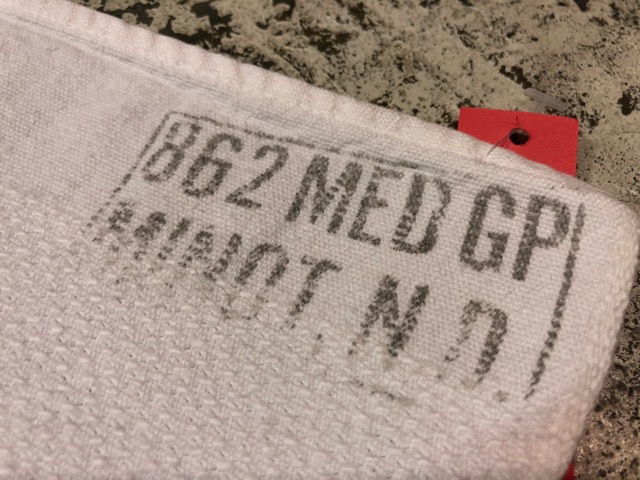 862 MED GP
MINOT. N. D.